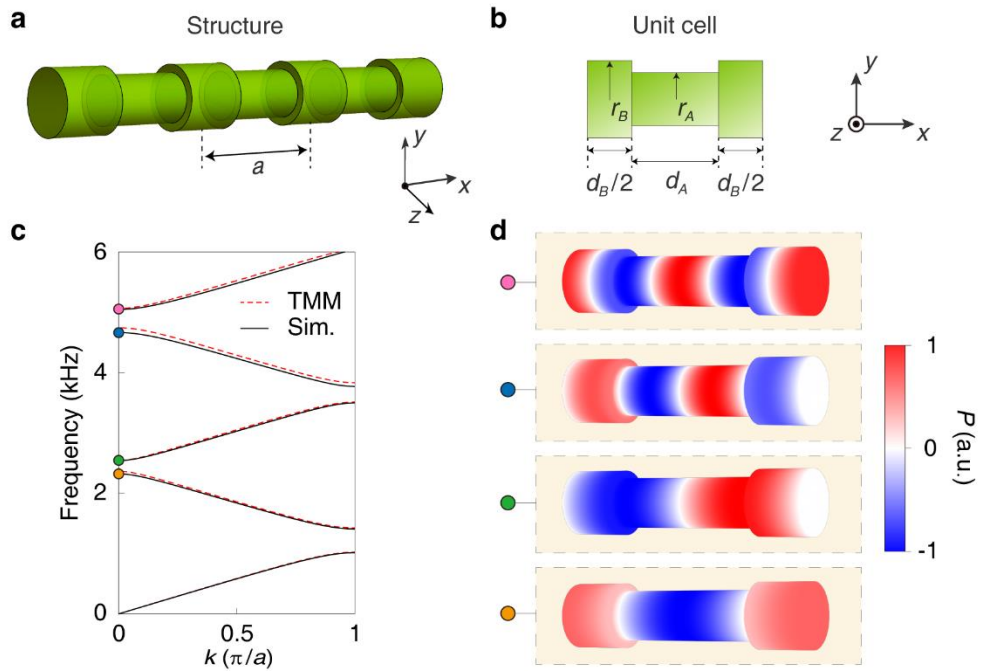 a
Structure
a
y
x
z
b
Unit cell
r_B
r_A
d_B/2
d_A
d_B/2
y
z
x
c
6
4
2
0
Frequency (kHz)
TMM
Sim.
0
0.5
1
k (π/a)
d
1
0
-1
P (a.u.)